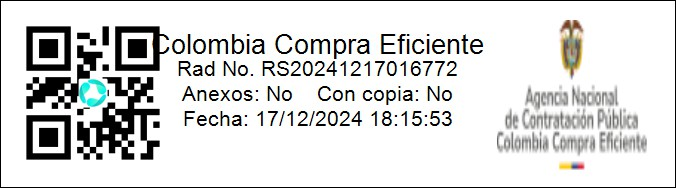 Colombia Compra Eficiente
Rad No. RS20241217016772
Anexos: No Con copia: No
Fecha: 17/12/2024 18:15:53
Agencia Nacional
de Contratación Pública
Colombia Compra Eficiente